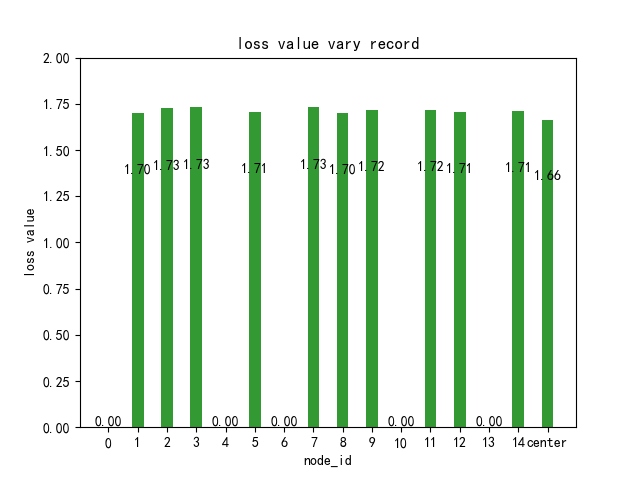 loss value vary record
2.00
1.75
1.50
1.25
1.00
0.75
0.50
0.25
0.00
loss value
0.00 1.70 1.73 1.73 0.00 1.71 0.00 1.73 1.70 1.72 0.00 1.72 1.71 0.00 1.71 1.66
0 1 2 3 4 5 6 7 8 9 10 11 12 13 14 center
node_id